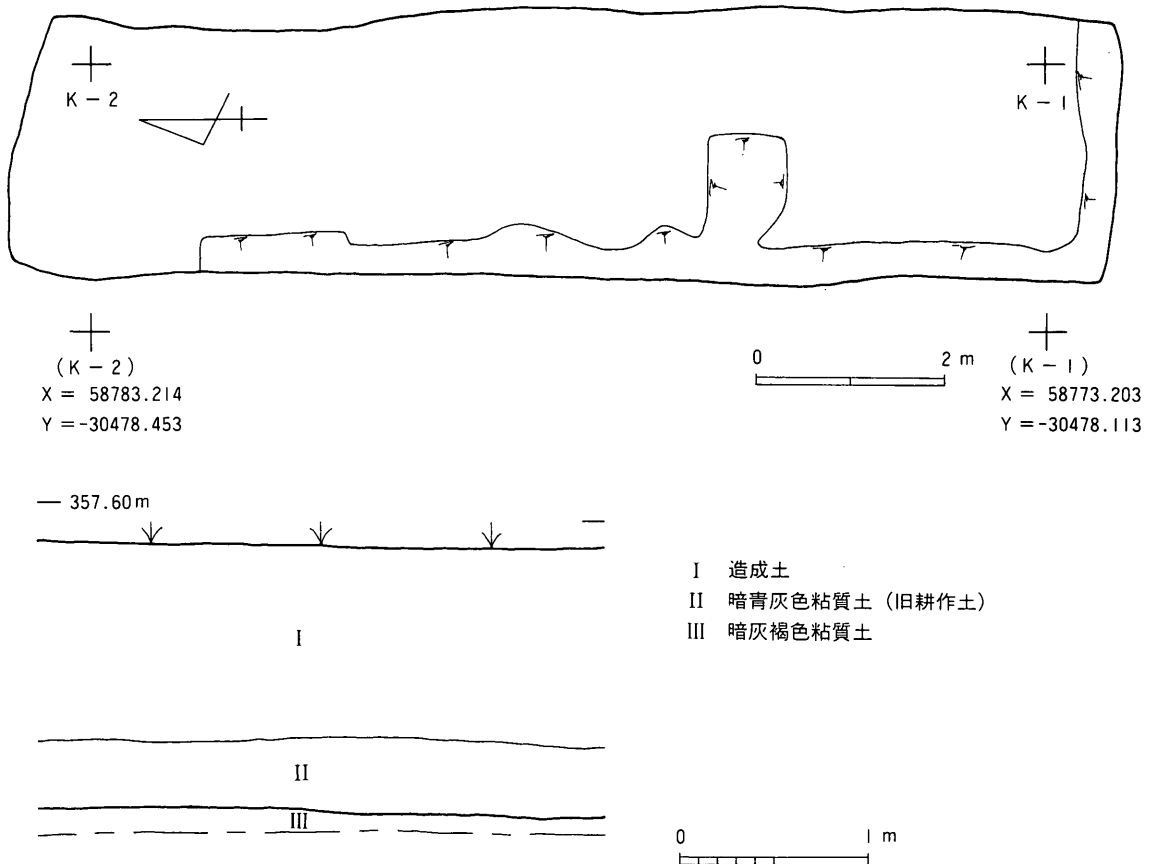 K－2
K－1
0 2 m
(K－2)
X = 58783.214
Y =-30478.453
(K－1)
X = 58773.203
Y =-30478.113
357.60m
I
II
III
I 造成土
II 暗青灰色粘質土（旧耕作土）
III 暗灰褐色粘質土
0 1 m